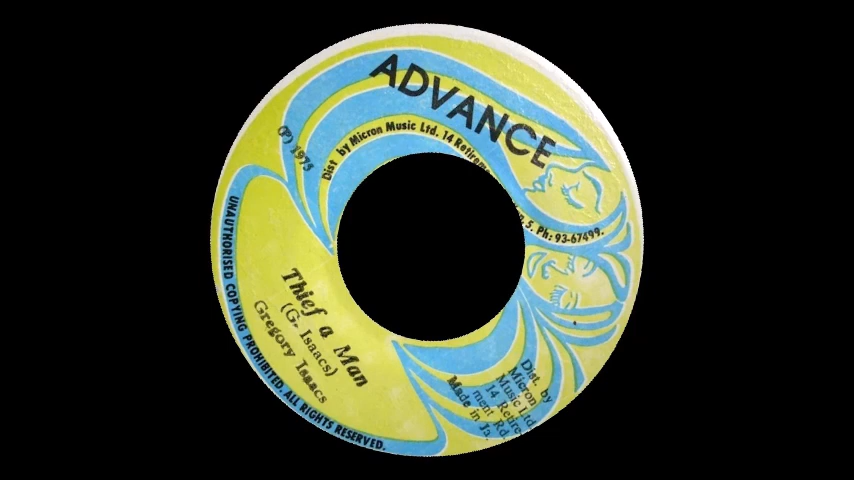 ADVANCE
Dist by Micron Music Ltd. 14 Retirem
5. Ph: 93-67499.
(P) 1975
Thief a Man
(G. Isaacs)
Gregory Isaacs
UNAUTHORISED COPYING PROHIBITED. ALL RIGHTS RESERVED.
Dist. by
Micron
Music Ltd
14 Retire-
ment Rd.
Made in Ja.